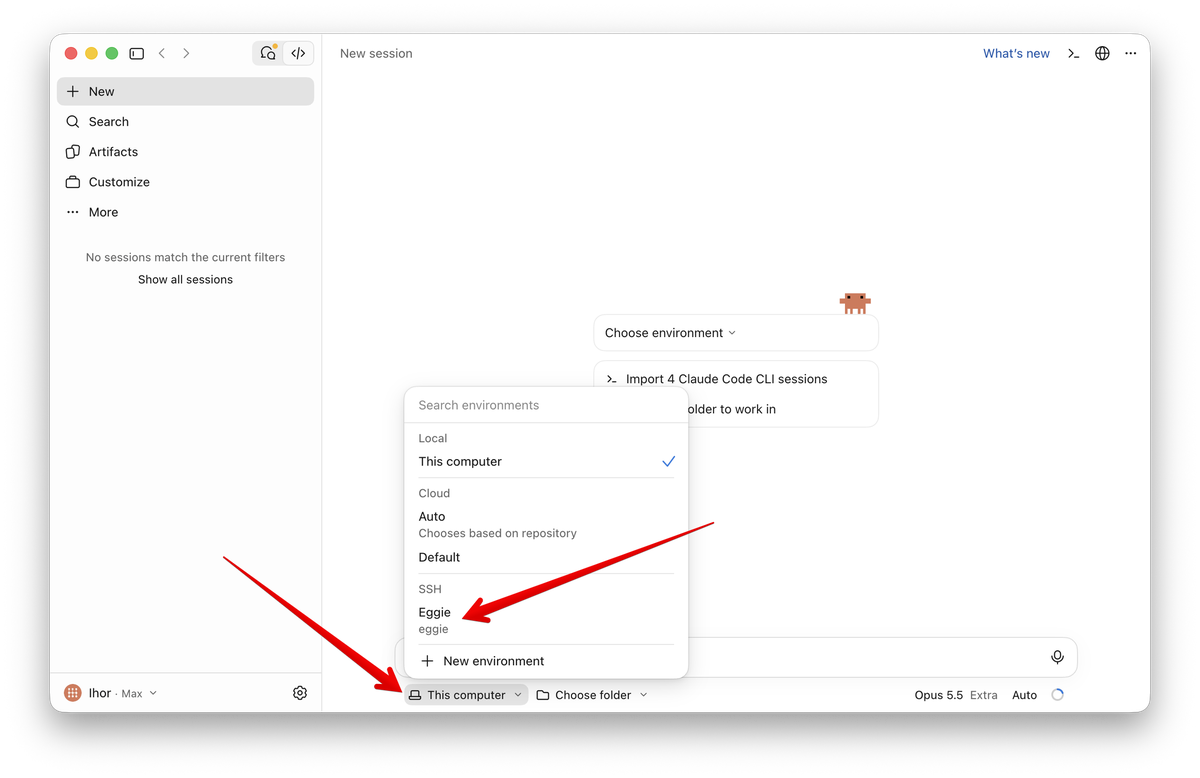 New session
What's new
New
Search
Artifacts
Customize
More
No sessions match the current filters
Show all sessions
Choose environment
Import 4 Claude Code CLI sessions
older to work in
Search environments
Local
This computer
Cloud
Auto
Chooses based on repository
Default
SSH
Eggie
eggie
New environment
Ihor · Max
This computer
Choose folder
Opus 5.5 Extra Auto